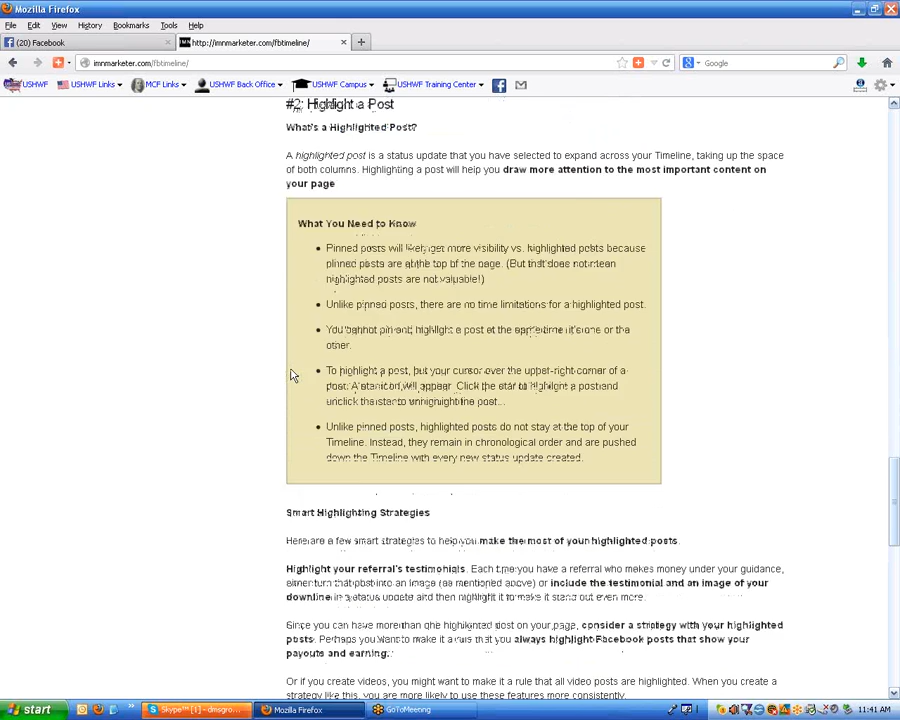 Mozilla Firefox
File Edit View History Bookmarks Tools Help
(20) Facebook × http://imnmarketer.com/fbtimeline/ × +
imnmarketer.com/fbtimeline/ Google
USHWF USHWF Links MCF Links USHWF Back Office USHWF Campus USHWF Training Center
#2: Highlight a Post
What's a Highlighted Post?
A highlighted post is a status update that you have selected to expand across your Timeline, taking up the space
of both columns. Highlighting a post will help you draw more attention to the most important content on
your page
What You Need to Know
• Pinned posts will likely get more visibility vs. highlighted posts because
pinned posts are at the top of the page. (But that does not mean
highlighted posts are not valuable!)
• Unlike pinned posts, there are no time limitations for a highlighted post.
• You cannot pin and highlight a post at the same time it's one or the
other.
• To highlight a post, but your cursor over the upper-right corner of a
post. A star icon will appear. Click the star to highlight a post and
unclick the star to unhighlight the post.
• Unlike pinned posts, highlighted posts do not stay at the top of your
Timeline. Instead, they remain in chronological order and are pushed
down the Timeline with every new status update created.
Smart Highlighting Strategies
Here are a few smart strategies to help you make the most of your highlighted posts.
Highlight your referral's testimonials. Each time you have a referral who makes money under your guidance,
either turn that post into an image (as mentioned above) or include the testimonial and an image of your
downline in a status update and then highlight it to make it stand out even more.
Since you can have more than one highlighted post on your page, consider a strategy with your highlighted
posts. Perhaps you want to make it a rule that you always highlight Facebook posts that show your
payouts and earning.
Or if you create videos, you might want to make it a rule that all video posts are highlighted. When you create a
strategy like this, you are more likely to use these features more consistently.
start Skype™ [1] - dmsgro... Mozilla Firefox GoToMeeting 11:41 AM